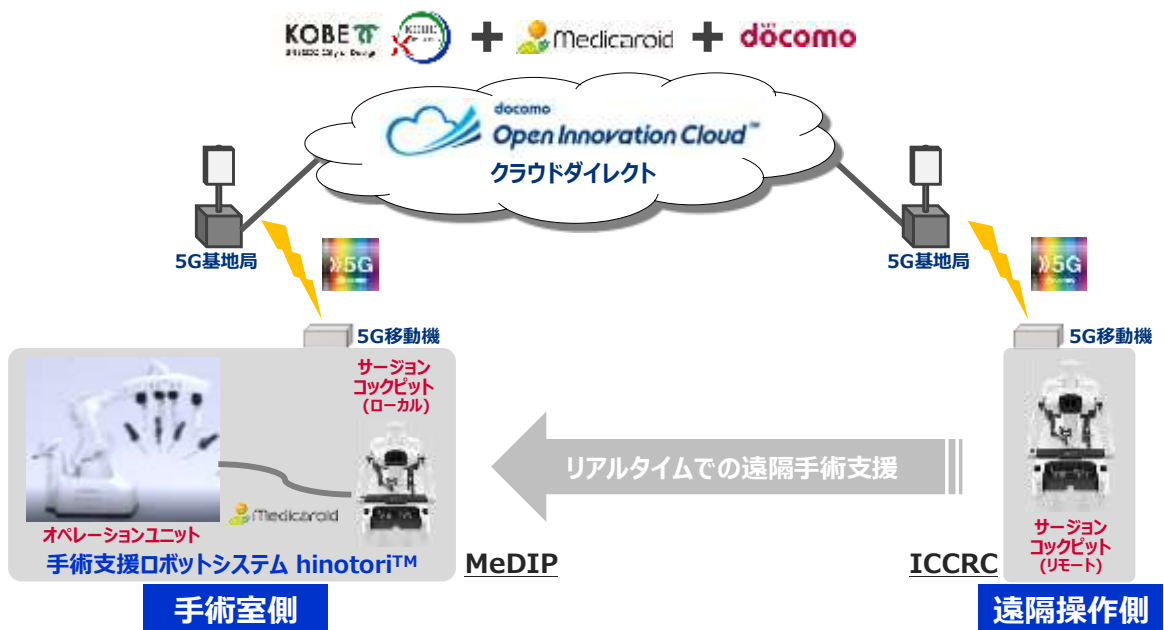 KOBE
Medicaroid
döcomo
docomo
Open Innovation Cloud™
クラウドダイレクト
5G基地局
5G
5G基地局
5G
5G移動機
5G移動機
サージョン
コックピット
(ローカル)
リアルタイムでの遠隔手術支援
Medicaroid
オペレーションユニット
手術支援ロボットシステム hinotori™
MeDIP
ICCRC
サージョン
コックピット
(リモート)
手術室側
遠隔操作側